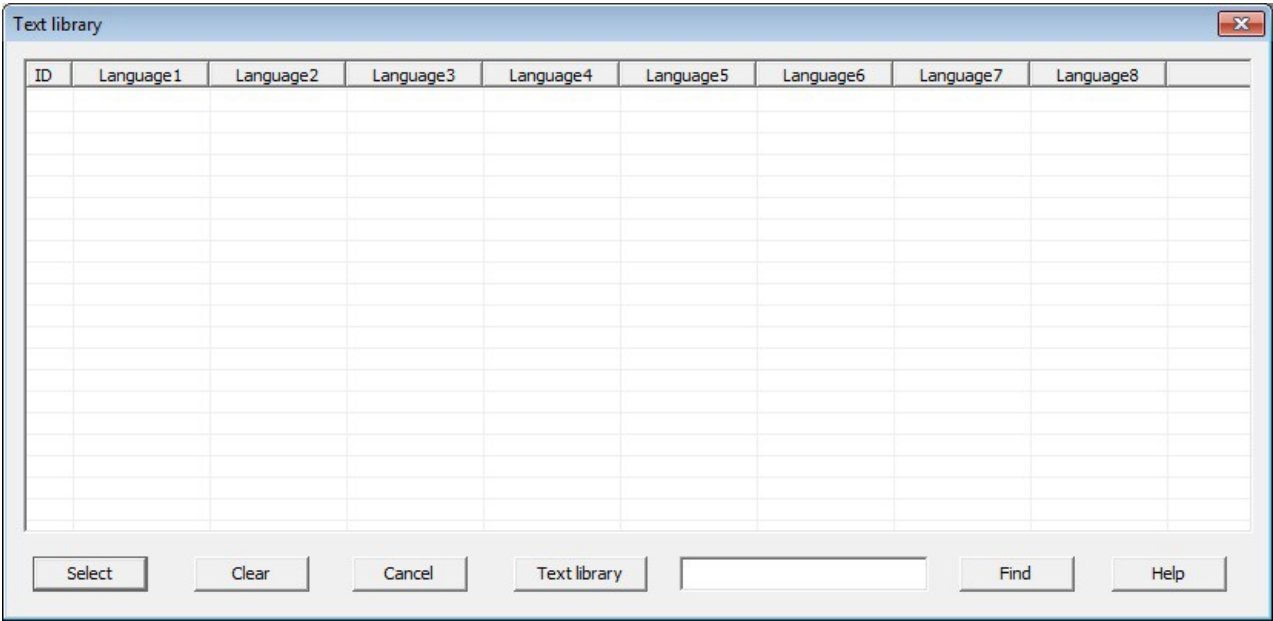 Text library
ID Language1 Language2 Language3 Language4 Language5 Language6 Language7 Language8
Select Clear Cancel Text library Find Help